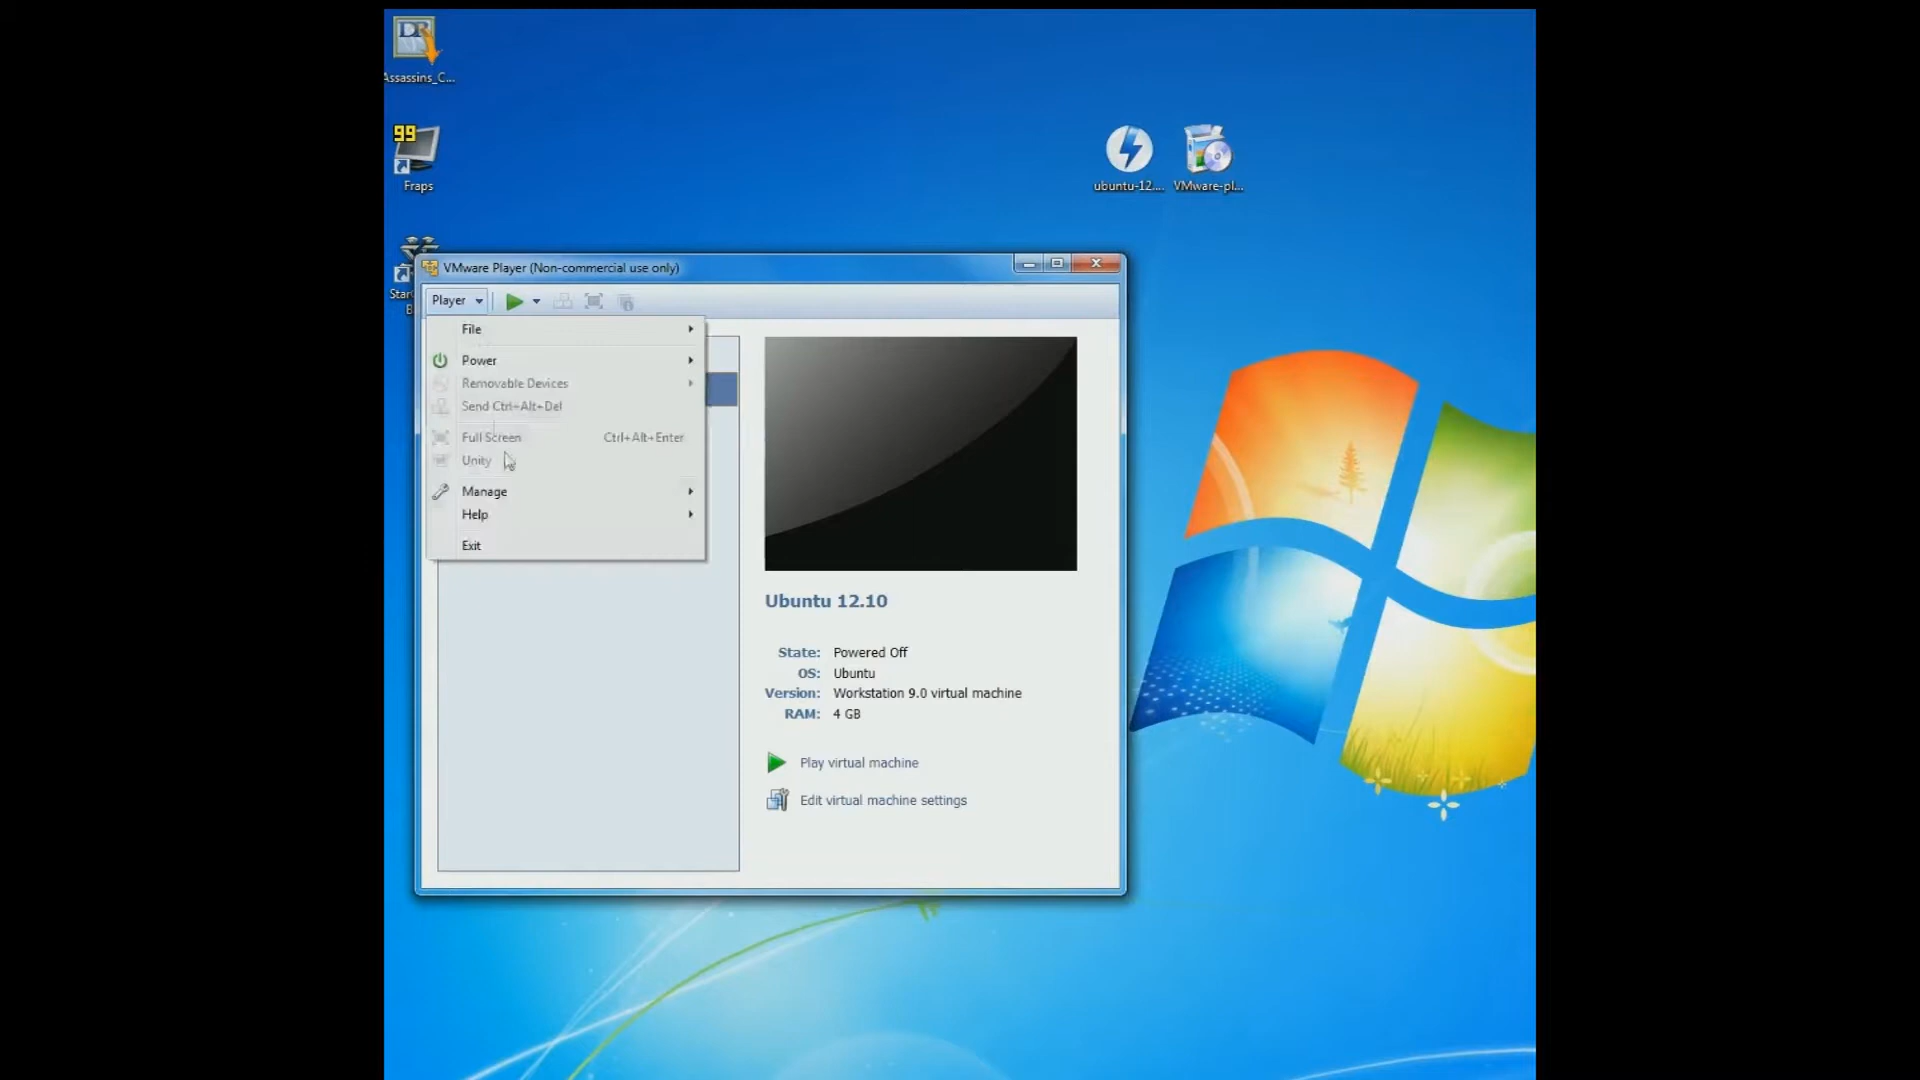 Assassins_C...
99
Fraps
ubuntu-12....
VMware-pl...
VMware Player (Non-commercial use only)
Player
File
Power
Removable Devices
Send Ctrl+Alt+Del
Full Screen Ctrl+Alt+Enter
Unity
Manage
Help
Exit
Ubuntu 12.10
State: Powered Off
OS: Ubuntu
Version: Workstation 9.0 virtual machine
RAM: 4 GB
Play virtual machine
Edit virtual machine settings